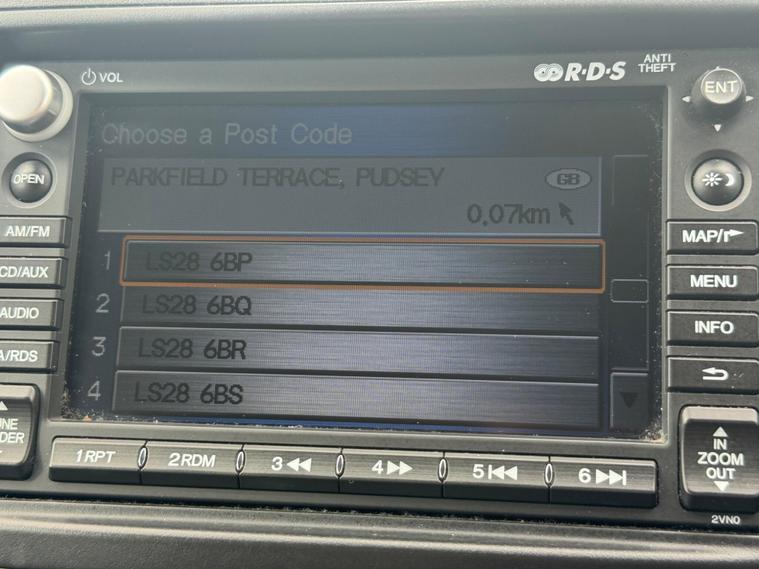 VOL
R·D·S
ANTI
THEFT
ENT
OPEN
AM/FM
CD/AUX
AUDIO
A/RDS
Choose a Post Code
PARKFIELD TERRACE, PUDSEY
GB
0.07km
1 LS28 6BP
2 LS28 6BQ
3 LS28 6BR
4 LS28 6BS
MAP/
MENU
INFO
UNE
DER
1RPT
2RDM
3
4
5
6
IN
ZOOM
OUT
2VN0